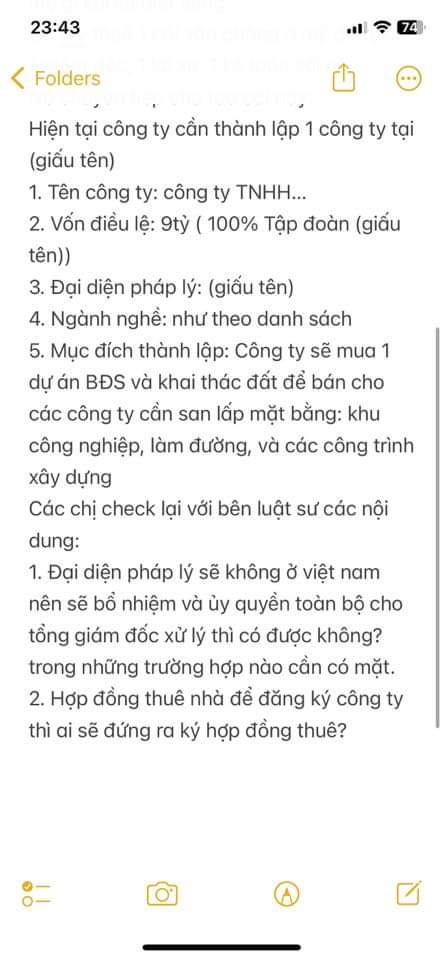 23:43
74
Folders
Hiện tại công ty cần thành lập 1 công ty tại
(giấu tên)
1. Tên công ty: công ty TNHH...
2. Vốn điều lệ: 9tỷ ( 100% Tập đoàn (giấu
tên))
3. Đại diện pháp lý: (giấu tên)
4. Ngành nghề: như theo danh sách
5. Mục đích thành lập: Công ty sẽ mua 1
dự án BĐS và khai thác đất để bán cho
các công ty cần san lấp mặt bằng: khu
công nghiệp, làm đường, và các công trình
xây dựng
Các chị check lại với bên luật sư các nội
dung:
1. Đại diện pháp lý sẽ không ở việt nam
nên sẽ bổ nhiệm và ủy quyền toàn bộ cho
tổng giám đốc xử lý thì có được không?
trong những trường hợp nào cần có mặt.
2. Hợp đồng thuê nhà để đăng ký công ty
thì ai sẽ đứng ra ký hợp đồng thuê?